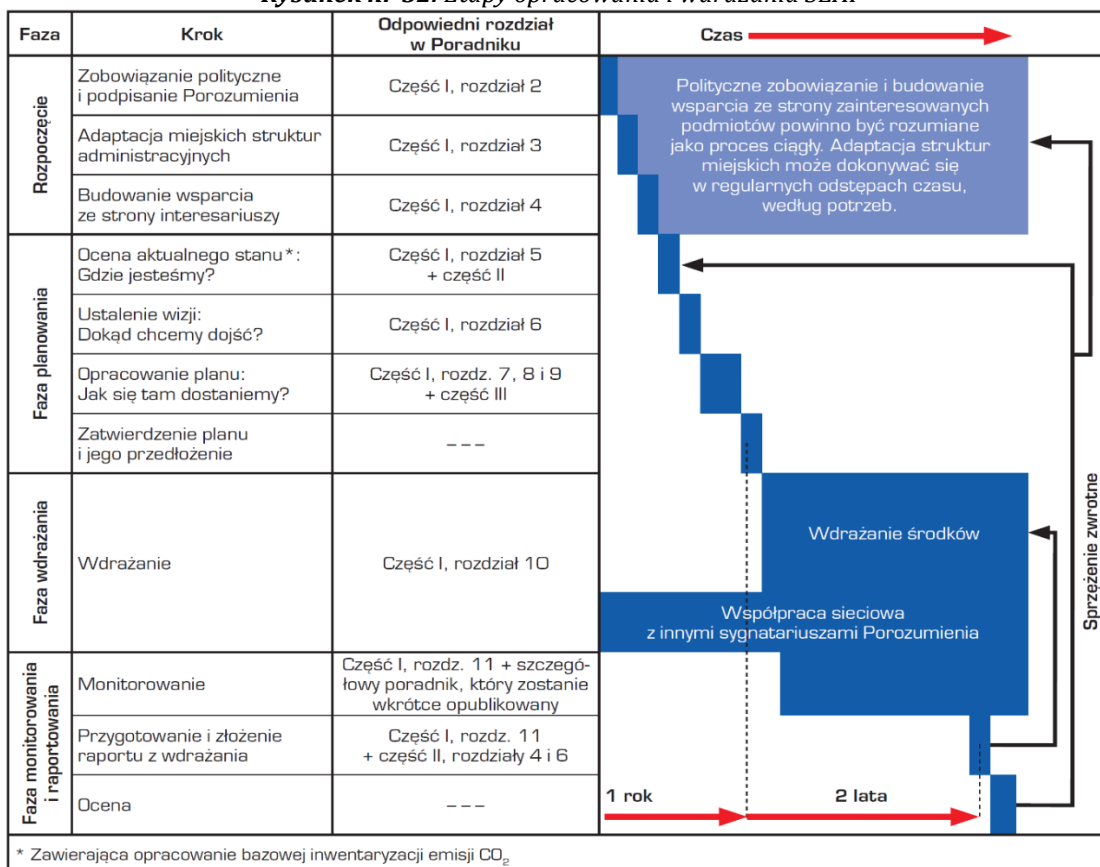 Faza
Krok
Odpowiedni rozdział
w Poradniku
Czas
Rozpoczęcie
Zobowiązanie polityczne
i podpisanie Porozumienia
Część I, rozdział 2
Adaptacja miejskich struktur
administracyjnych
Część I, rozdział 3
Budowanie wsparcia
ze strony interesariuszy
Część I, rozdział 4
Polityczne zobowiązanie i budowanie
wsparcia ze strony zainteresowanych
podmiotów powinno być rozumiane
jako proces ciągły. Adaptacja struktur
miejskich może dokonywać się
w regularnych odstępach czasu,
według potrzeb.
Faza planowania
Ocena aktualnego stanu*:
Gdzie jesteśmy?
Część I, rozdział 5
+ część II
Ustalenie wizji:
Dokąd chcemy dojść?
Część I, rozdział 6
Opracowanie planu:
Jak się tam dostaniemy?
Część I, rozdz. 7, 8 i 9
+ część III
Zatwierdzenie planu
i jego przedłożenie
– – –
Faza wdrażania
Wdrażanie
Część I, rozdział 10
Wdrażanie środków
Współpraca sieciowa
z innymi sygnatariuszami Porozumienia
Sprzężenie zwrotne
Faza monitorowania
i raportowania
Monitorowanie
Część I, rozdz. 11 + szczegó-
łowy poradnik, który zostanie
wkrótce opublikowany
Przygotowanie i złożenie
raportu z wdrażania
Część I, rozdz. 11
+ część II, rozdziały 4 i 6
Ocena
– – –
1 rok
2 lata
* Zawierająca opracowanie bazowej inwentaryzacji emisji CO₂